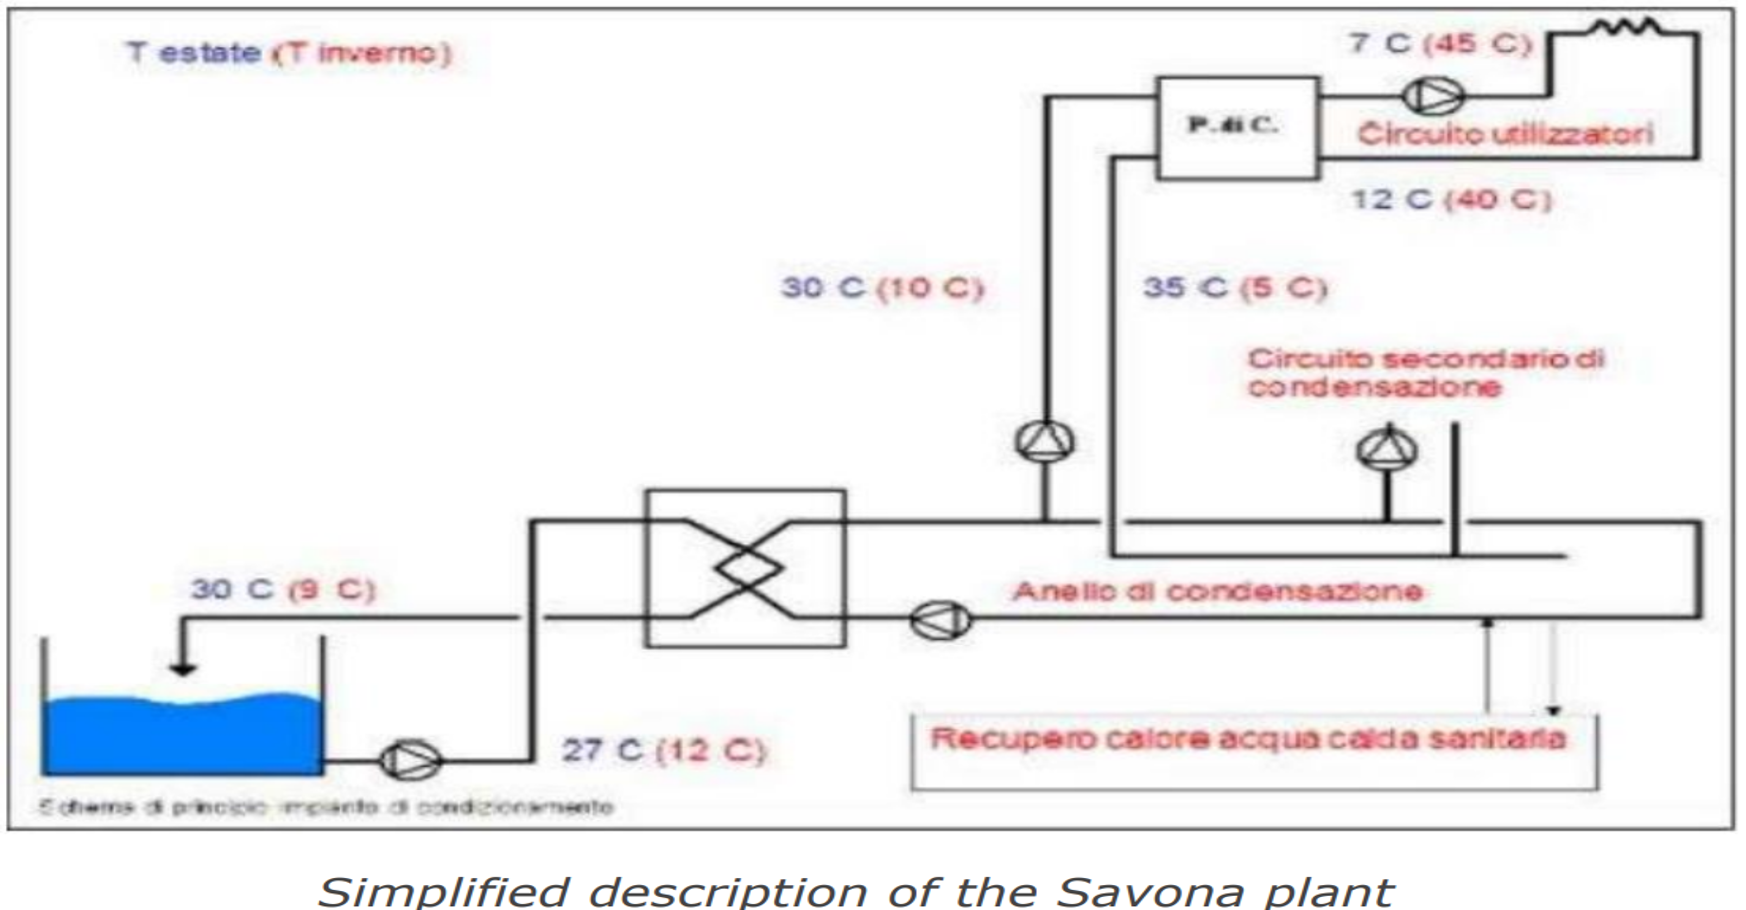 T estate (T inverno)
7 C (45 C)
P. di C.
Circuito utilizzatori
12 C (40 C)
30 C (10 C)
35 C (5 C)
Circuito secondario di
condensazione
30 C (9 C)
Anello di condensazione
27 C (12 C)
Recupero calore acqua calda sanitaria
Schema di principio impianto di condizionamento
Simplified description of the Savona plant